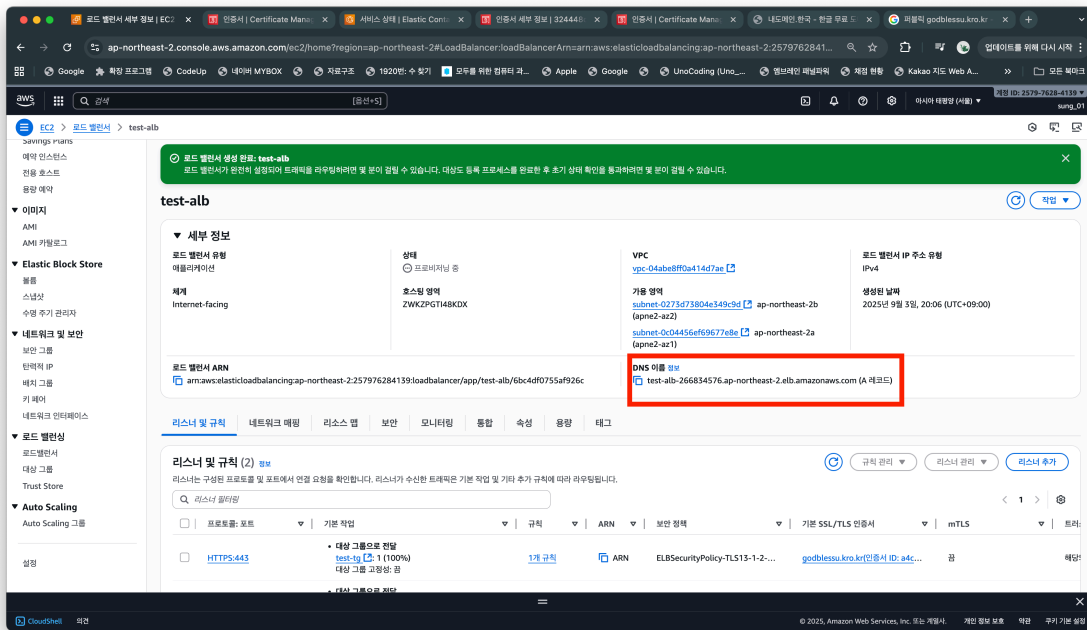 로드 밸런서 세부 정보 | EC2
인증서 | Certificate Mana
서비스 상태 | Elastic Conta
인증서 세부 정보 | 324448
인증서 | Certificate Mana
내도메인.한국 - 한글 무료 도
퍼블릭 godblessu.kro.kr
ap-northeast-2.console.aws.amazon.com/ec2/home?region=ap-northeast-2#LoadBalancer:loadBalancerArn=arn:aws:elasticloadbalancing:ap-northeast-2:2579762841...
업데이트를 위해 다시 시작
Google 확장 프로그램 CodeUp 네이버 MYBOX 자료구조 1920번: 수 찾기 모두를 위한 컴퓨터 과... Apple Google UnoCoding (Uno_... 엠브레인 패널파워 채점 현황 Kakao 지도 Web A... » 모든 북마크
aws 검색 [옵션+S] 아시아 태평양 (서울) ▼ 계정 ID: 2579-7628-4139 ▼
sung_01
EC2 > 로드 밸런서 > test-alb
Savings Plans
예약 인스턴스
전용 호스트
용량 예약
▼ 이미지
AMI
AMI 카탈로그
▼ Elastic Block Store
볼륨
스냅샷
수명 주기 관리자
▼ 네트워크 및 보안
보안 그룹
탄력적 IP
배치 그룹
키 페어
네트워크 인터페이스
▼ 로드 밸런싱
로드밸런서
대상 그룹
Trust Store
▼ Auto Scaling
Auto Scaling 그룹
설정
로드 밸런서 생성 완료: test-alb
로드 밸런서가 완전히 설정되어 트래픽을 라우팅하려면 몇 분이 걸릴 수 있습니다. 대상도 등록 프로세스를 완료한 후 초기 상태 확인을 통과하려면 몇 분이 걸릴 수 있습니다.
test-alb
작업 ▼
▼ 세부 정보
로드 밸런서 유형
애플리케이션
상태
프로비저닝 중
VPC
vpc-04abe8ff0a414d7ae
로드 밸런서 IP 주소 유형
IPv4
체계
Internet-facing
호스팅 영역
ZWKZPGTI48KDX
가용 영역
subnet-0273d73804e349c9d ap-northeast-2b
(apne2-az2)
subnet-0c04456ef69677e8e ap-northeast-2a
(apne2-az1)
생성된 날짜
2025년 9월 3일, 20:06 (UTC+09:00)
로드 밸런서 ARN
arn:aws:elasticloadbalancing:ap-northeast-2:257976284139:loadbalancer/app/test-alb/6bc4df0755af926c
DNS 이름 정보
test-alb-266834576.ap-northeast-2.elb.amazonaws.com (A 레코드)
리스너 및 규칙 네트워크 매핑 리소스 맵 보안 모니터링 통합 속성 용량 태그
리스너 및 규칙 (2) 정보
규칙 관리 ▼ 리스너 관리 ▼ 리스너 추가
리스너는 구성된 프로토콜 및 포트에서 연결 요청을 확인합니다. 리스너가 수신한 트래픽은 기본 작업 및 기타 추가 규칙에 따라 라우팅됩니다.
리스너 필터링
< 1 >
프로토콜: 포트 기본 작업 규칙 ARN 보안 정책 기본 SSL/TLS 인증서 mTLS 트러
• 대상 그룹으로 전달
HTTPS:443 test-tg: 1 (100%) 1개 규칙 ARN ELBSecurityPolicy-TLS13-1-2-... godblessu.kro.kr(인증서 ID: a4c... 끔 해당
대상 그룹 고정성: 끔
• 대상 그룹으로 전달
CloudShell 의견 © 2025, Amazon Web Services, Inc. 또는 계열사. 개인 정보 보호 약관 쿠키 기본 설정